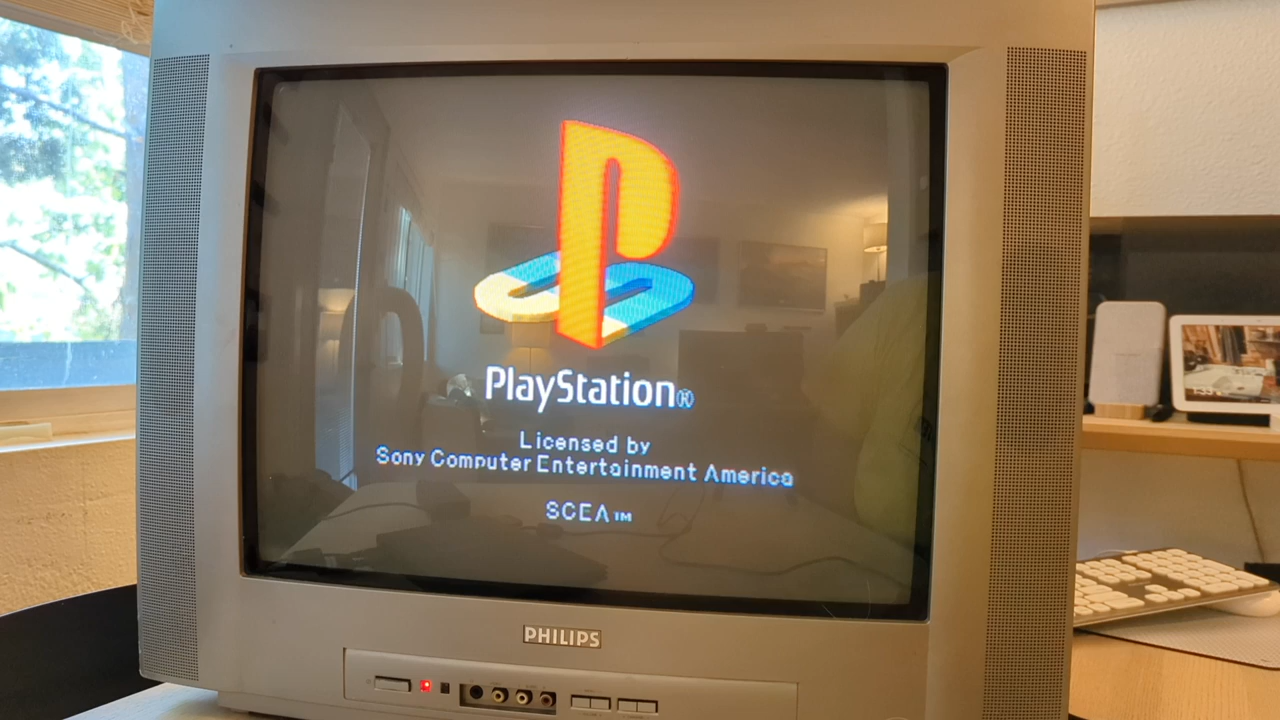 PlayStation®
Licensed by
Sony Computer Entertainment America
SCEA™
PHILIPS